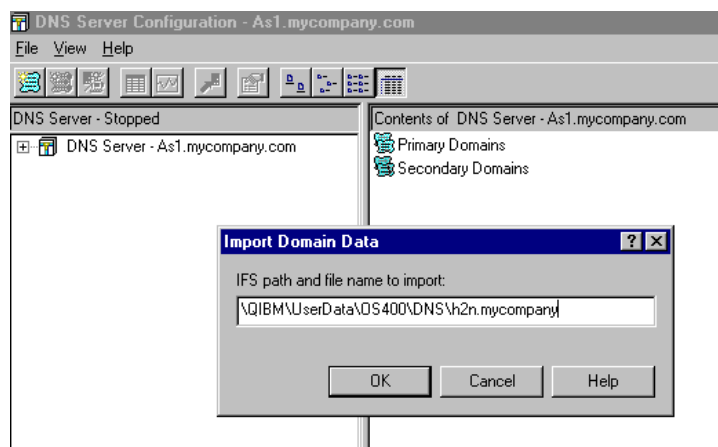 DNS Server Configuration - As1.mycompany.com
File View Help
DNS Server - Stopped
DNS Server - As1.mycompany.com
Contents of DNS Server - As1.mycompany.com
Primary Domains
Secondary Domains
Import Domain Data
IFS path and file name to import:
\QIBM\UserData\OS400\DNS\h2n.mycompany
OK Cancel Help